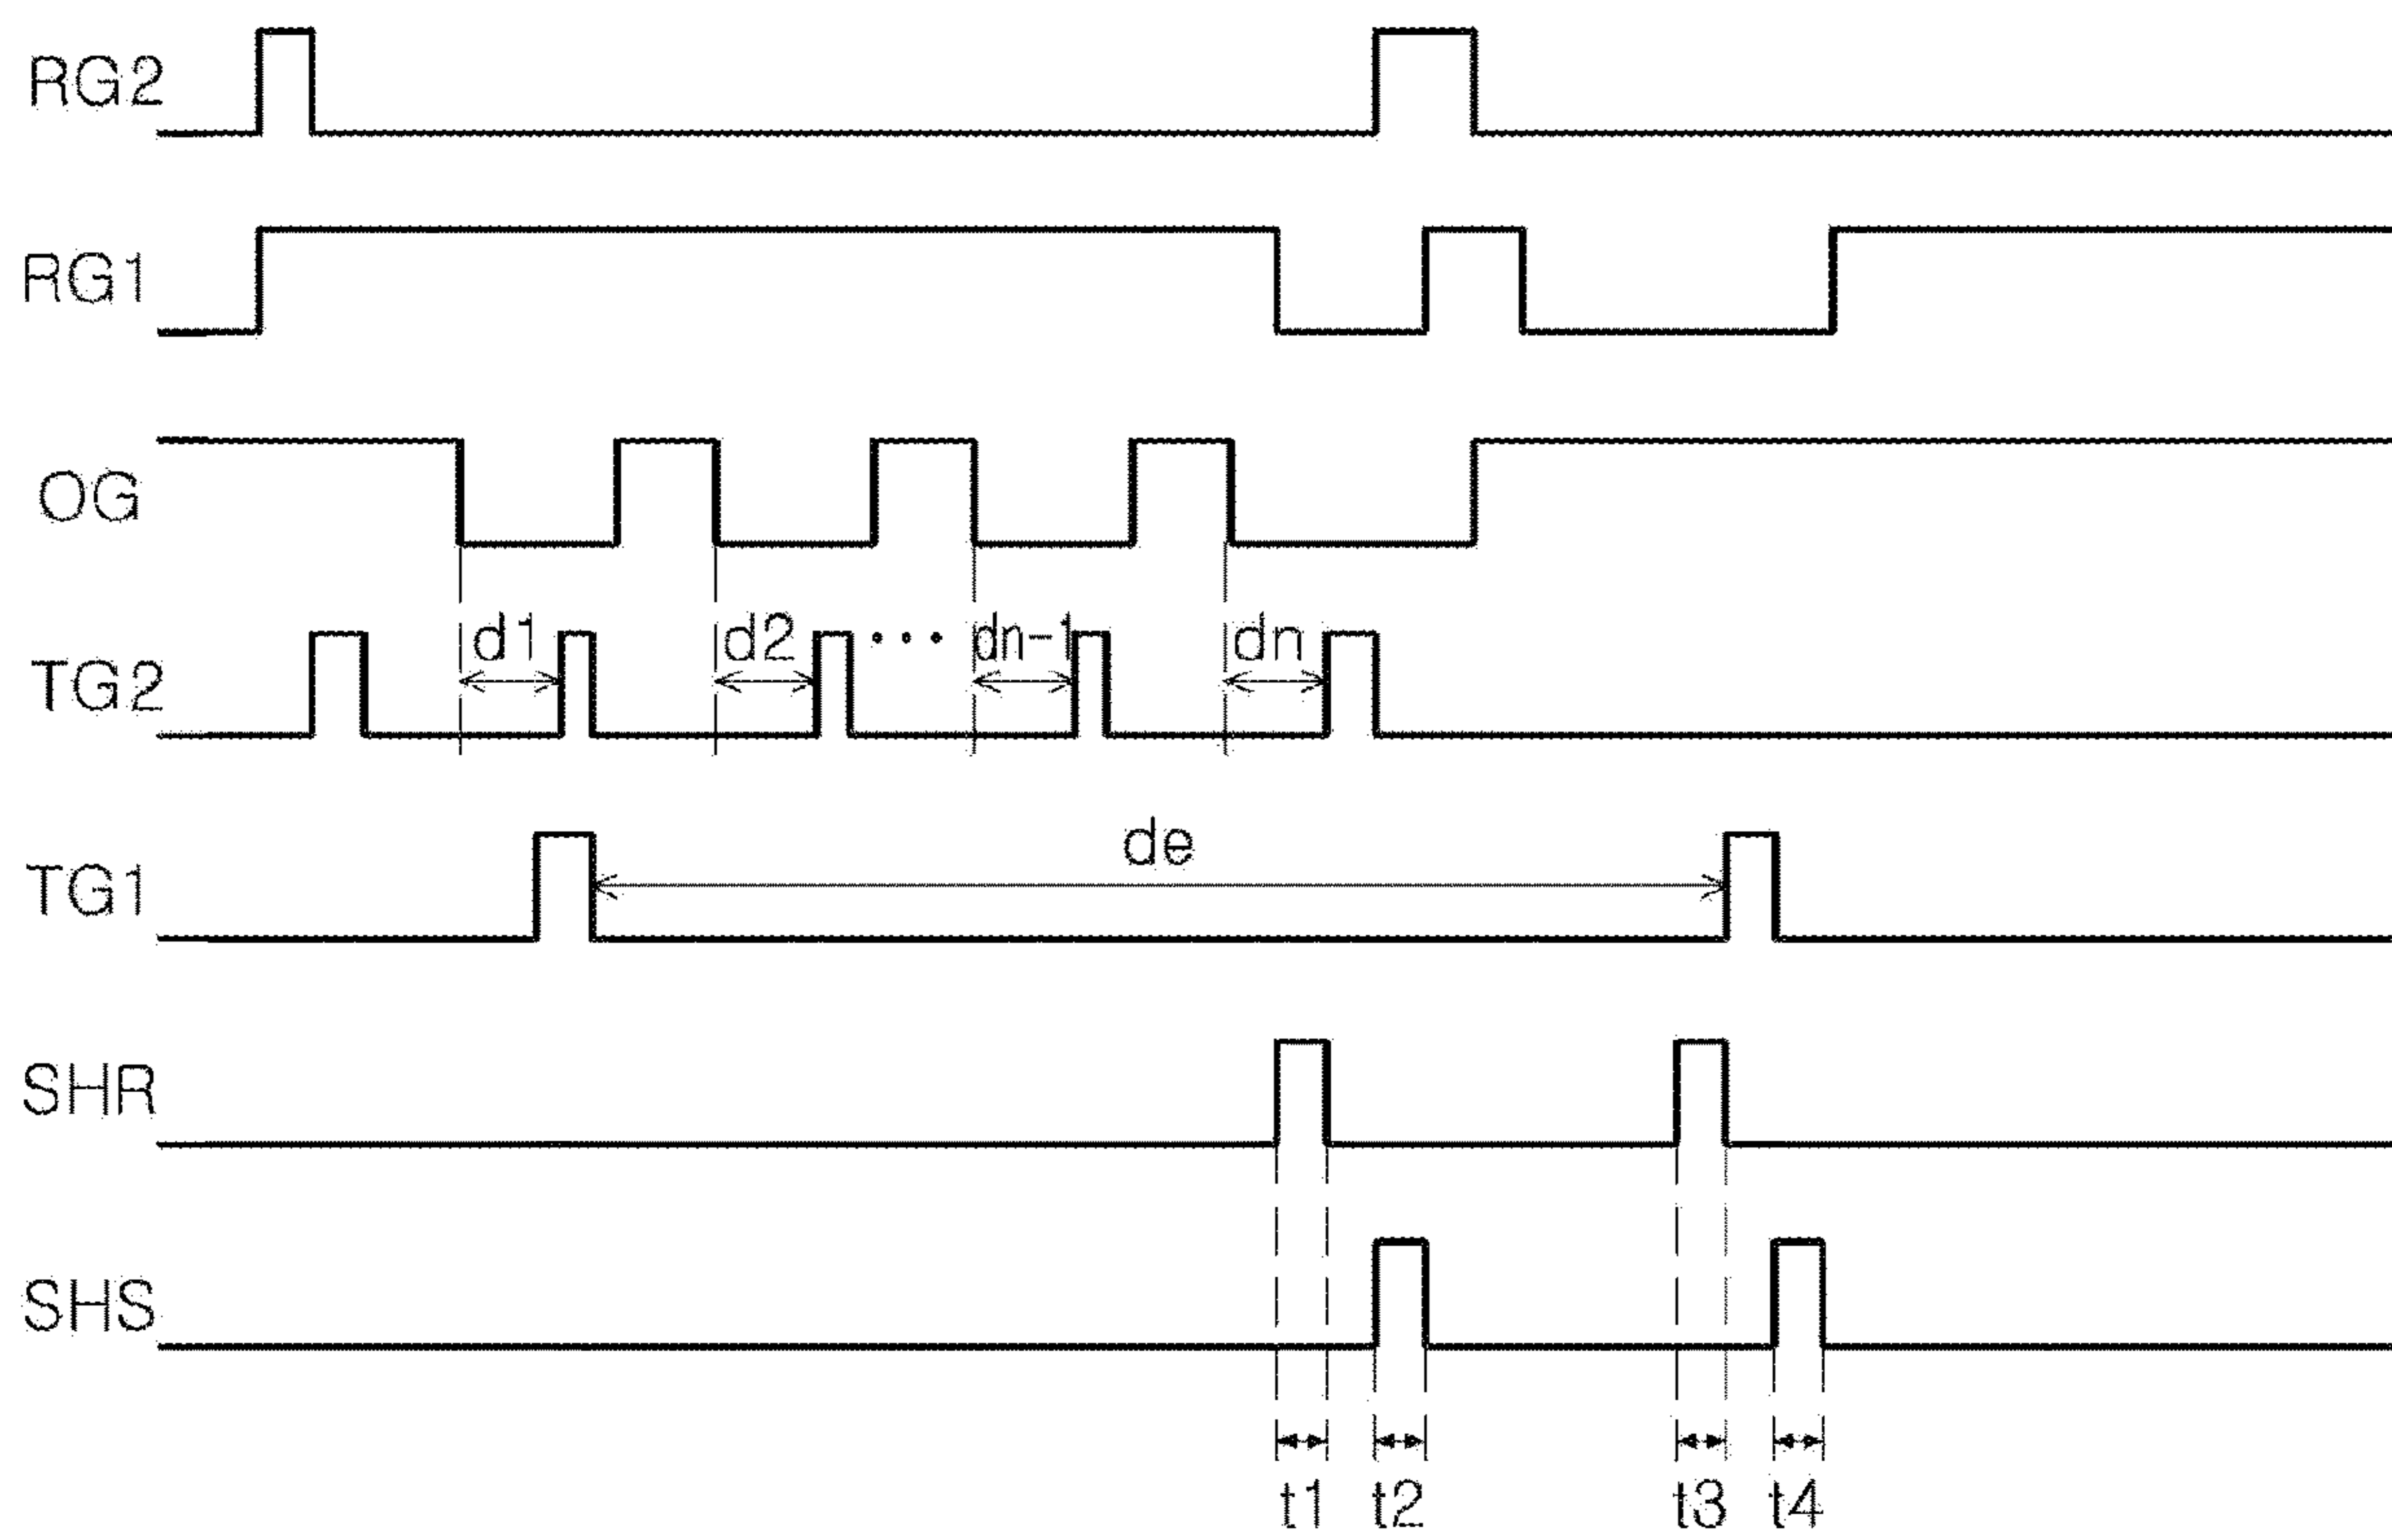 RG2
RG1
OG
d1 d2 ••• dn-1 dn
TG2
de
TG1
SHR
SHS
t1 t2 t3 t4